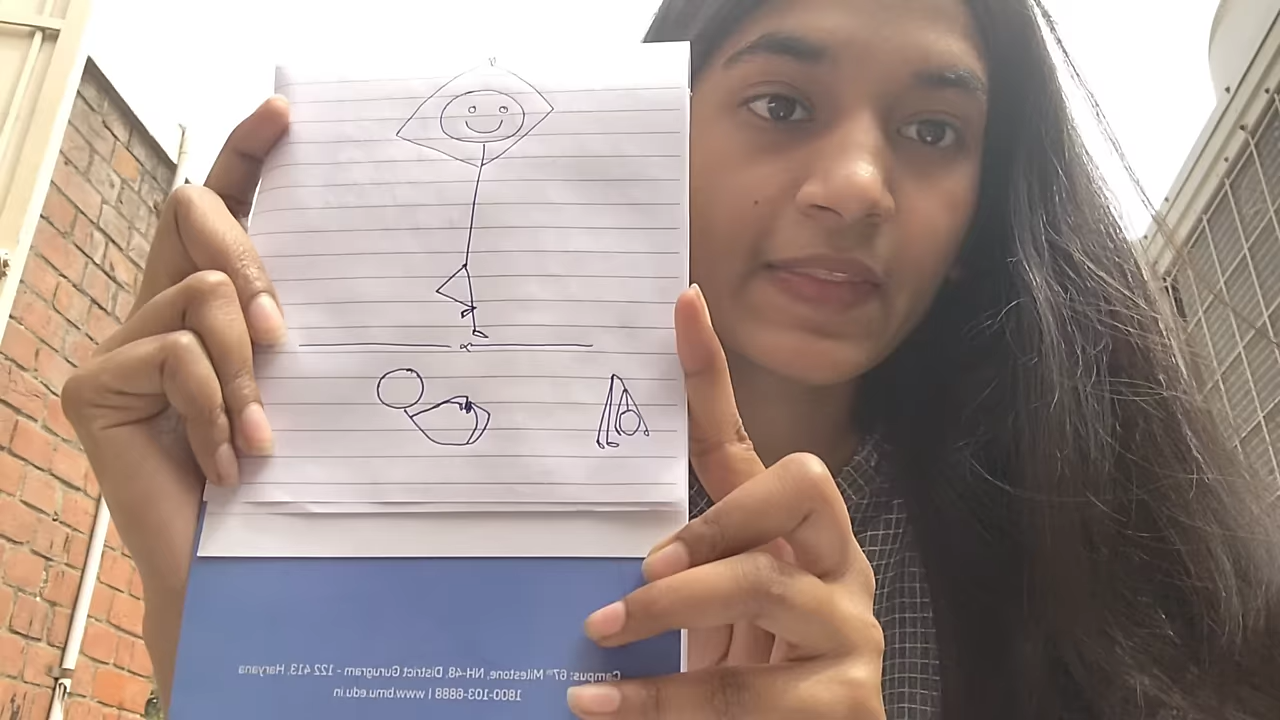 Campus: 67ᵗʰ Milestone, NH-48, District Gurugram - 122 413, Haryana
1800-103-6888 | www.bmu.edu.in